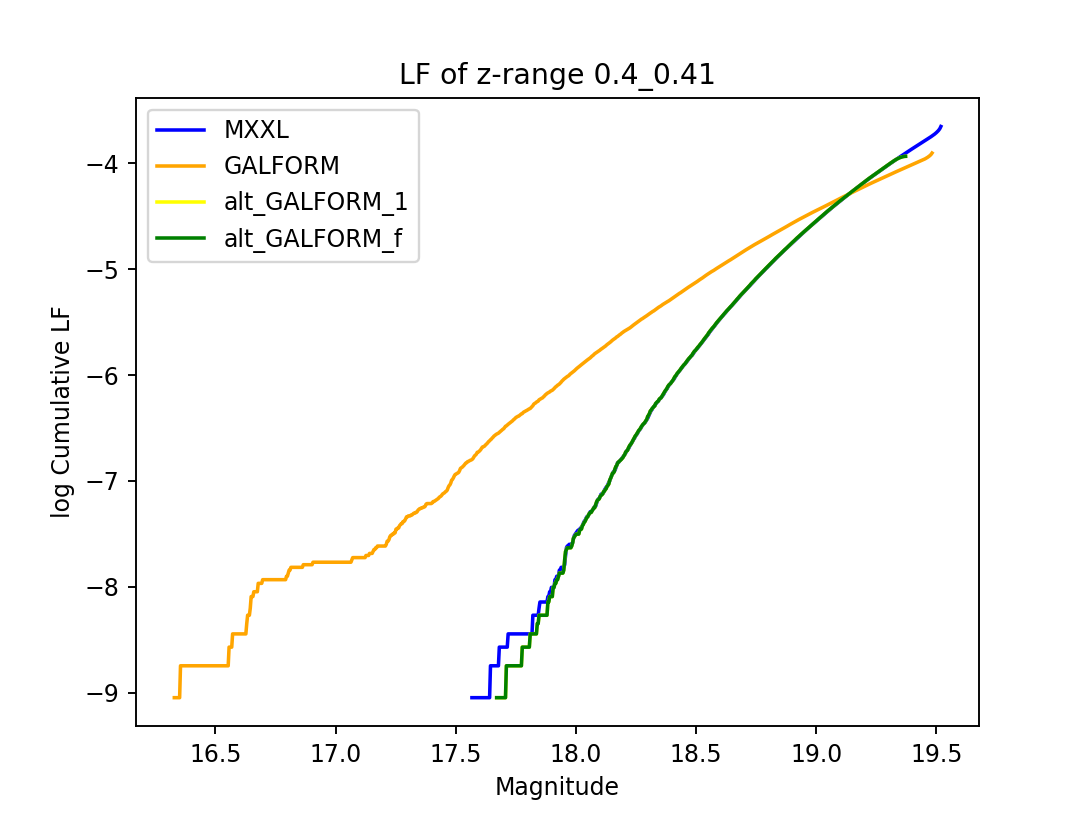 LF of z-range 0.4_0.41
MXXL
GALFORM
alt_GALFORM_1
alt_GALFORM_f
log Cumulative LF
−4
−5
−6
−7
−8
−9
16.5 17.0 17.5 18.0 18.5 19.0 19.5
Magnitude